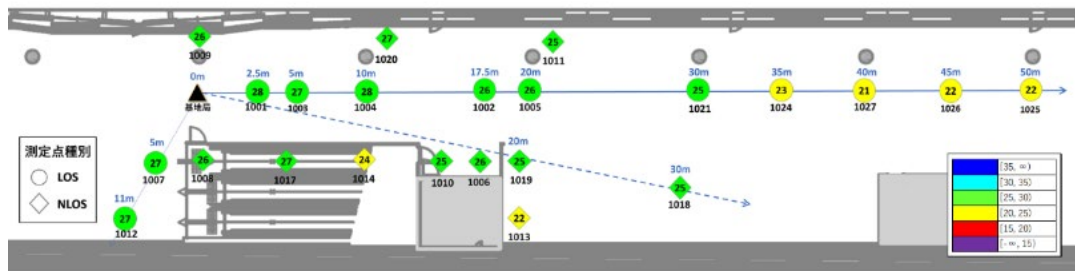 26
1009
27
1020
25
1011
0m
2.5m
5m
10m
17.5m
20m
30m
35m
40m
45m
50m
28
27
28
26
26
25
23
21
22
22
基地局
1001
1003
1004
1002
1005
1021
1024
1027
1026
1025
5m
20m
測定点種別
LOS
NLOS
27
1007
26
1008
27
1017
24
1014
25
1010
26
1006
25
1019
30m
25
1018
11m
27
1012
22
1013
[35, ∞)
[30, 35)
[25, 30)
[20, 25)
[15, 20)
[-∞, 15)